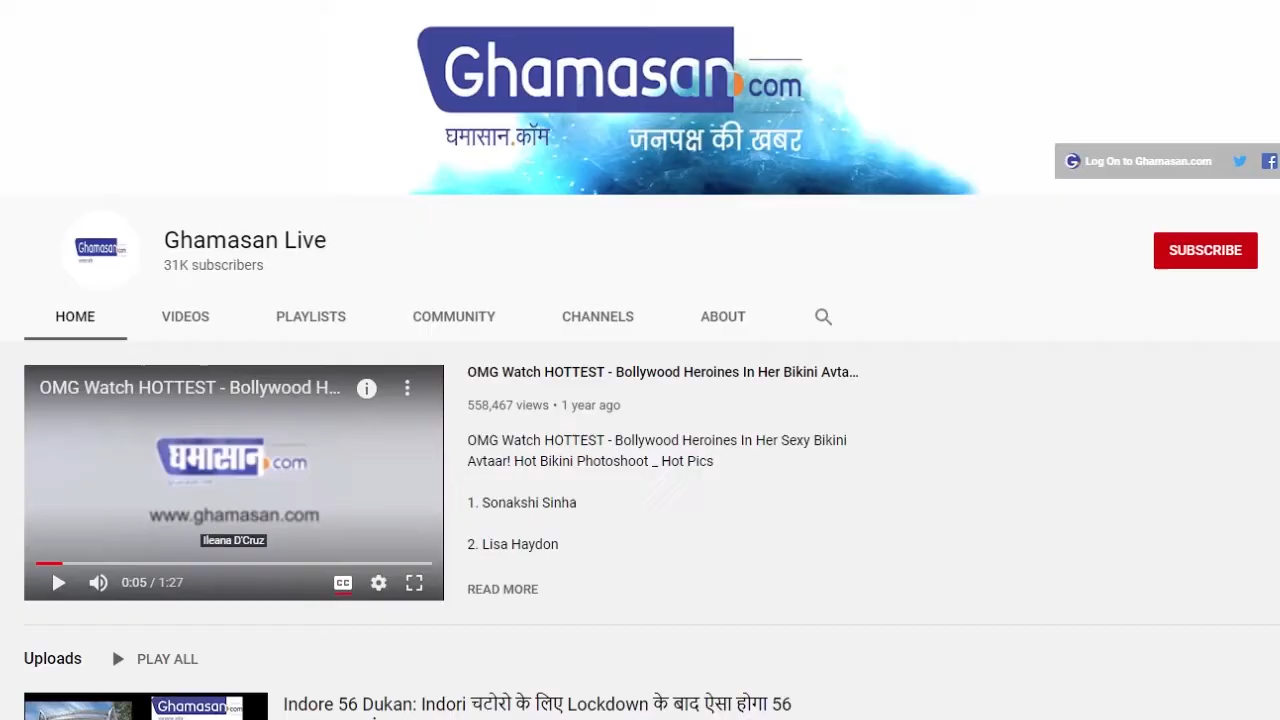 Ghamasan.com
घमासान.कॉम
जनपक्ष की खबर
Log On to Ghamasan.com
Ghamasan.com
Ghamasan Live
31K subscribers
SUBSCRIBE
HOME VIDEOS PLAYLISTS COMMUNITY CHANNELS ABOUT
OMG Watch HOTTEST - Bollywood H...
घमासान.com
www.ghamasan.com
Ileana D'Cruz
0:05 / 1:27
CC
OMG Watch HOTTEST - Bollywood Heroines In Her Bikini Avta...
558,467 views • 1 year ago
OMG Watch HOTTEST - Bollywood Heroines In Her Sexy Bikini
Avtaar! Hot Bikini Photoshoot _ Hot Pics
1. Sonakshi Sinha
2. Lisa Haydon
READ MORE
Uploads PLAY ALL
Ghamasan.com
Indore 56 Dukan: Indori चटोरो के लिए Lockdown के बाद ऐसा होगा 56